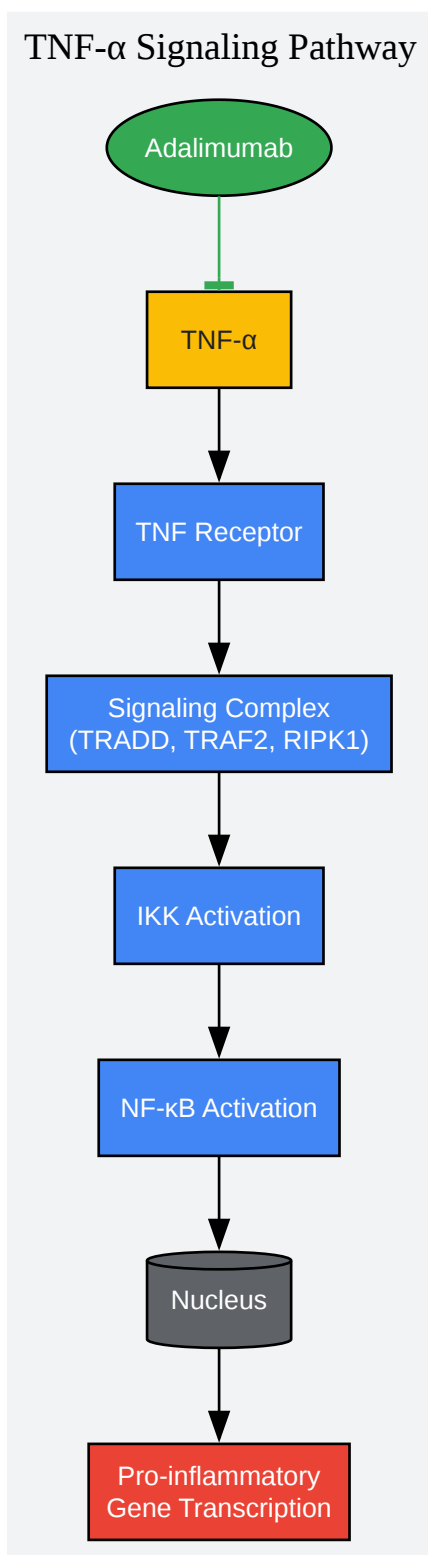 TNF-α Signaling Pathway
Adalimumab
TNF-α
TNF Receptor
Signaling Complex
(TRADD, TRAF2, RIPK1)
IKK Activation
NF-κB Activation
Nucleus
Pro-inflammatory
Gene Transcription